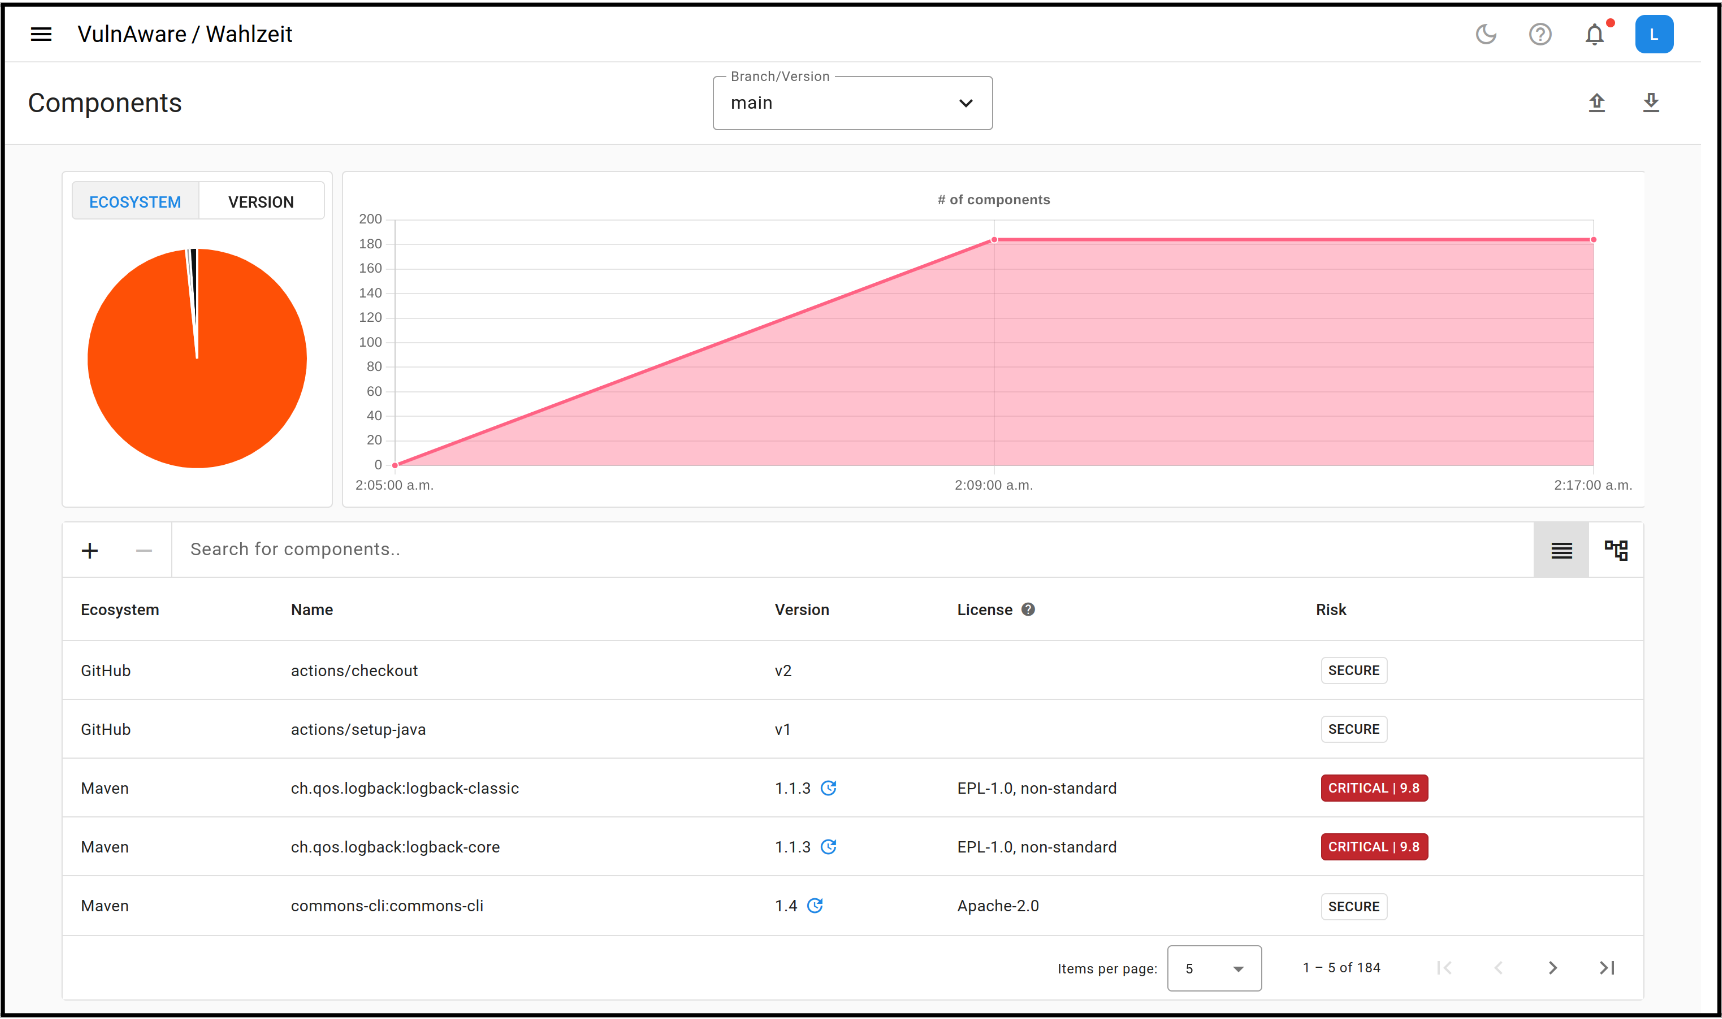 VulnAware / Wahlzeit
L
Components
Branch/Version
main
ECOSYSTEM
VERSION
# of components
200
180
160
140
120
100
80
60
40
20
0
2:05:00 a.m.
2:09:00 a.m.
2:17:00 a.m.
Search for components..
Ecosystem Name Version License Risk
GitHub actions/checkout v2 SECURE
GitHub actions/setup-java v1 SECURE
Maven ch.qos.logback:logback-classic 1.1.3 EPL-1.0, non-standard CRITICAL | 9.8
Maven ch.qos.logback:logback-core 1.1.3 EPL-1.0, non-standard CRITICAL | 9.8
Maven commons-cli:commons-cli 1.4 Apache-2.0 SECURE
Items per page: 5 1 – 5 of 184